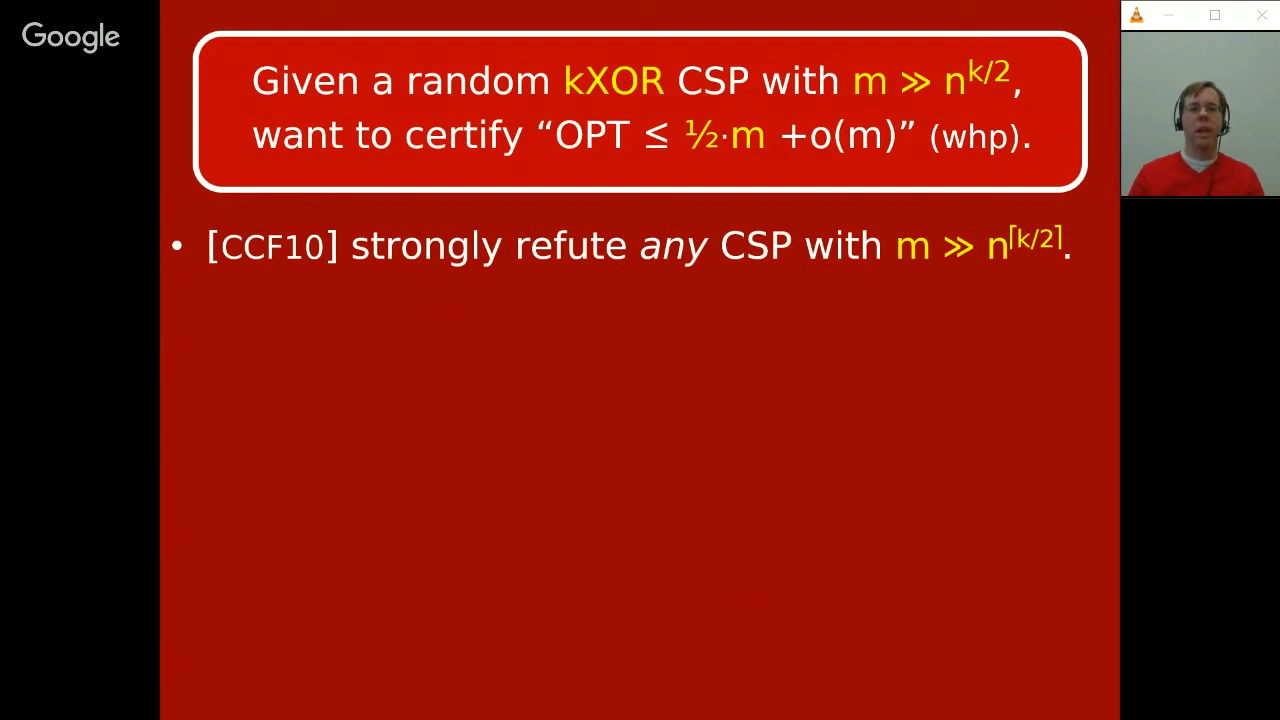 Google
Given a random kXOR CSP with m ≫ n^{k/2},
want to certify “OPT ≤ ½·m +o(m)” (whp).
• [CCF10] strongly refute any CSP with m ≫ n^{⌈k/2⌉}.